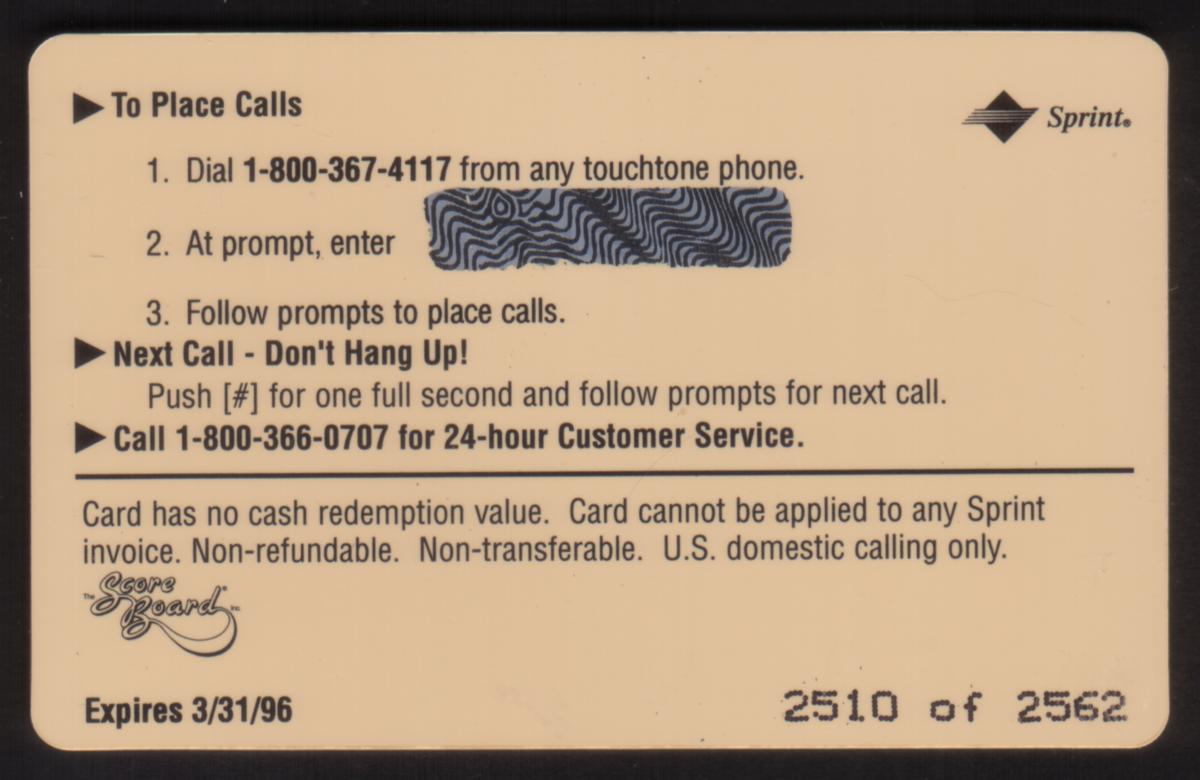 ▶ To Place Calls
Sprint®
1. Dial 1-800-367-4117 from any touchtone phone.
2. At prompt, enter
3. Follow prompts to place calls.
▶ Next Call - Don't Hang Up!
Push [#] for one full second and follow prompts for next call.
▶ Call 1-800-366-0707 for 24-hour Customer Service.
Card has no cash redemption value. Card cannot be applied to any Sprint
invoice. Non-refundable. Non-transferable. U.S. domestic calling only.
The Score
Board® Inc.
Expires 3/31/96
2510 of 2562